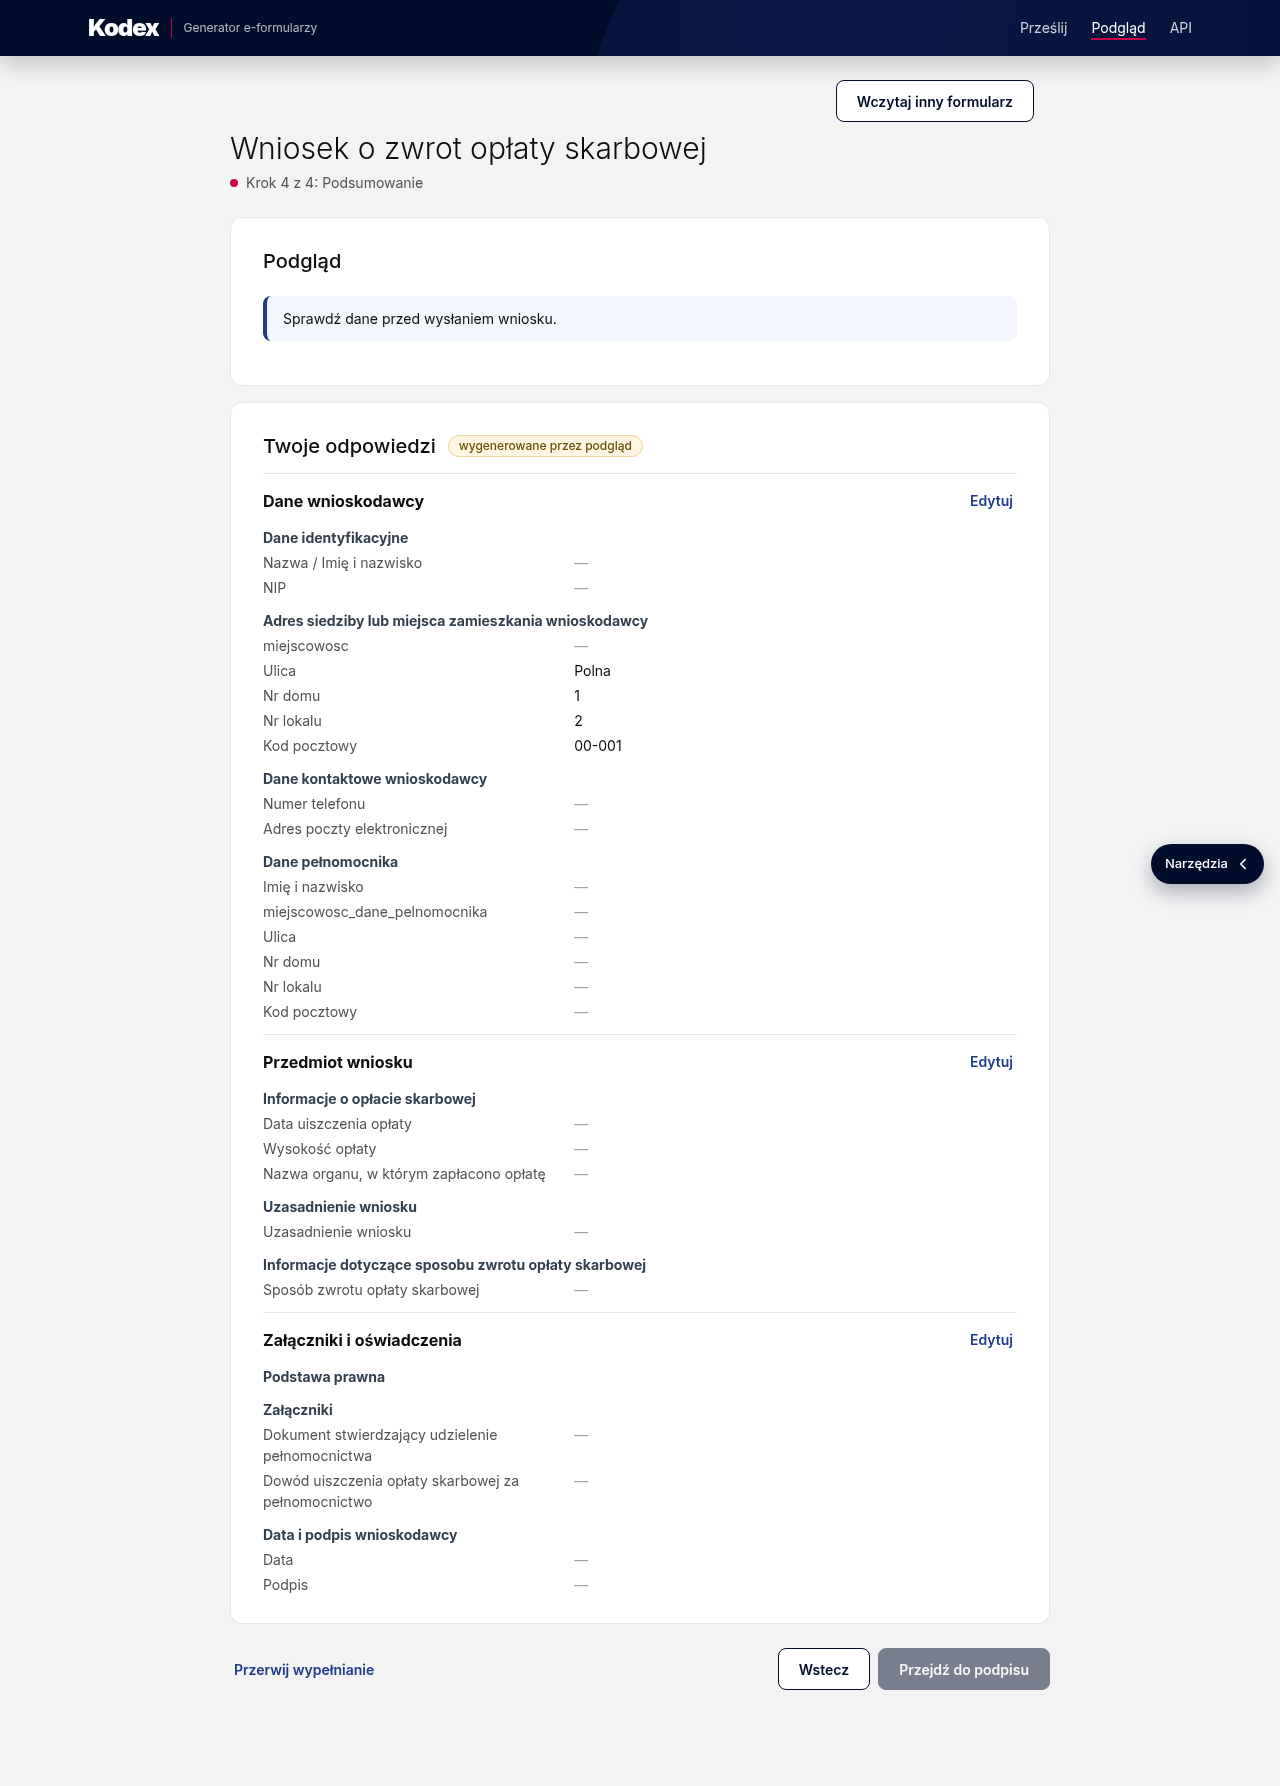 Kodex
Generator e-formularzy
Prześlij
Podgląd
API
Wczytaj inny formularz
Wniosek o zwrot opłaty skarbowej
Krok 4 z 4: Podsumowanie
Podgląd
Sprawdź dane przed wysłaniem wniosku.
Twoje odpowiedzi
wygenerowane przez podgląd
Dane wnioskodawcy
Edytuj
Dane identyfikacyjne
Nazwa / Imię i nazwisko —
NIP —
Adres siedziby lub miejsca zamieszkania wnioskodawcy
miejscowosc —
Ulica Polna
Nr domu 1
Nr lokalu 2
Kod pocztowy 00-001
Dane kontaktowe wnioskodawcy
Numer telefonu —
Adres poczty elektronicznej —
Dane pełnomocnika
Narzędzia
Imię i nazwisko —
miejscowosc_dane_pelnomocnika —
Ulica —
Nr domu —
Nr lokalu —
Kod pocztowy —
Przedmiot wniosku
Edytuj
Informacje o opłacie skarbowej
Data uiszczenia opłaty —
Wysokość opłaty —
Nazwa organu, w którym zapłacono opłatę —
Uzasadnienie wniosku
Uzasadnienie wniosku —
Informacje dotyczące sposobu zwrotu opłaty skarbowej
Sposób zwrotu opłaty skarbowej —
Załączniki i oświadczenia
Edytuj
Podstawa prawna
Załączniki
Dokument stwierdzający udzielenie —
pełnomocnictwa
Dowód uiszczenia opłaty skarbowej za —
pełnomocnictwo
Data i podpis wnioskodawcy
Data —
Podpis —
Przerwij wypełnianie
Wstecz
Przejdź do podpisu